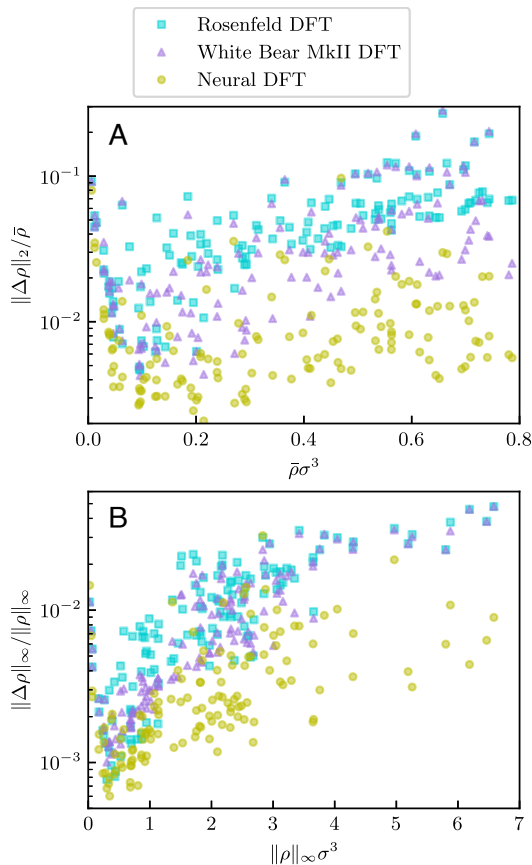 Rosenfeld DFT
White Bear MkII DFT
Neural DFT
A
10⁻¹
10⁻²
‖Δρ‖₂/ρ̄
0.0 0.2 0.4 0.6 0.8
ρ̄σ³
B
10⁻²
10⁻³
‖Δρ‖∞/‖ρ‖∞
0 1 2 3 4 5 6 7
‖ρ‖∞σ³